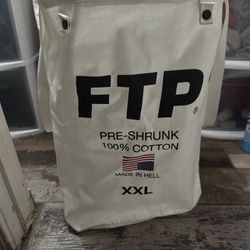 FTP®
PRE-SHRUNK
100% COTTON
MADE IN HELL
XXL